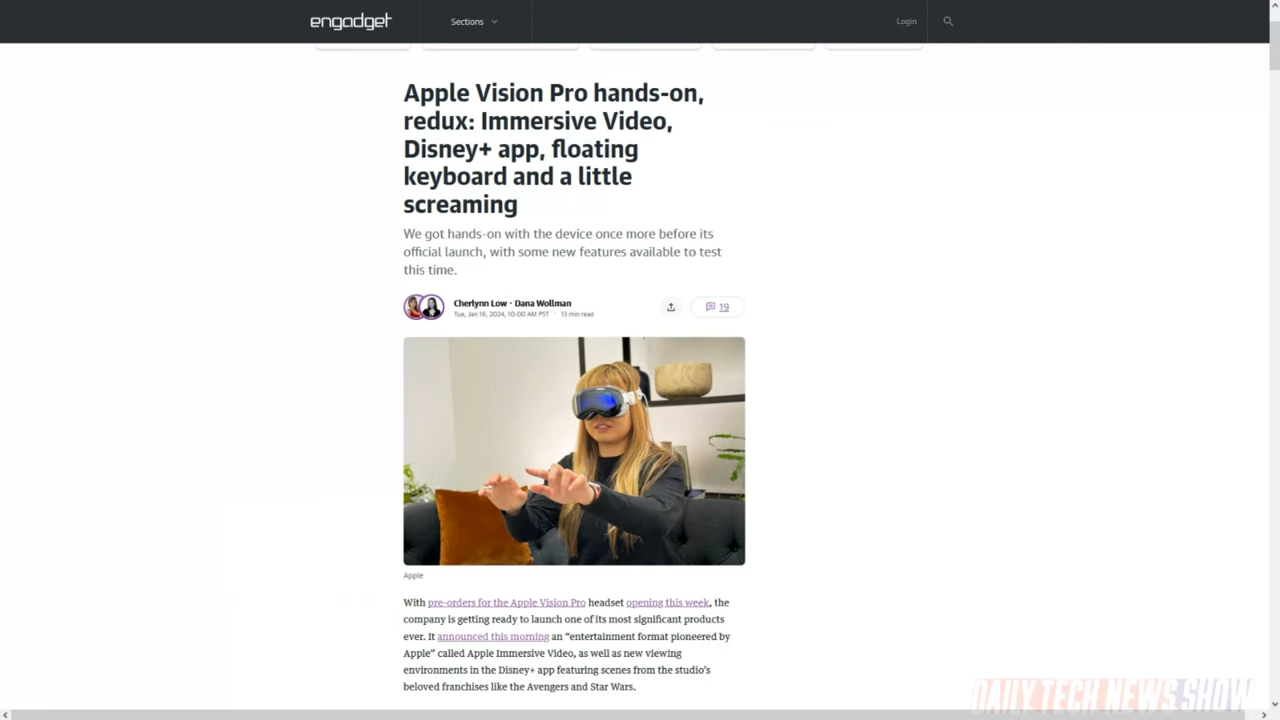 engadget
Sections
Login
Apple Vision Pro hands-on,
redux: Immersive Video,
Disney+ app, floating
keyboard and a little
screaming
We got hands-on with the device once more before its
official launch, with some new features available to test
this time.
Cherlynn Low · Dana Wollman
Tue, Jan 16, 2024, 10:00 AM PST · 13 min read
19
Apple
With pre-orders for the Apple Vision Pro headset opening this week, the
company is getting ready to launch one of its most significant products
ever. It announced this morning an “entertainment format pioneered by
Apple” called Apple Immersive Video, as well as new viewing
environments in the Disney+ app featuring scenes from the studio’s
beloved franchises like the Avengers and Star Wars.
DAILY TECH NEWS SHOW